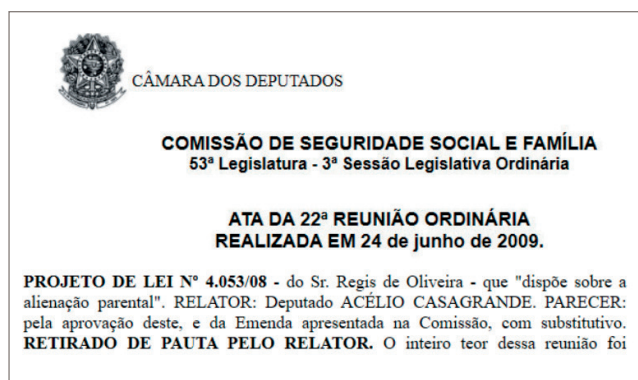 CÂMARA DOS DEPUTADOS
COMISSÃO DE SEGURIDADE SOCIAL E FAMÍLIA
53ª Legislatura - 3ª Sessão Legislativa Ordinária
ATA DA 22ª REUNIÃO ORDINÁRIA
REALIZADA EM 24 de junho de 2009.
PROJETO DE LEI Nº 4.053/08 - do Sr. Regis de Oliveira - que "dispõe sobre a
alienação parental". RELATOR: Deputado ACÉLIO CASAGRANDE. PARECER:
pela aprovação deste, e da Emenda apresentada na Comissão, com substitutivo.
RETIRADO DE PAUTA PELO RELATOR. O inteiro teor dessa reunião foi